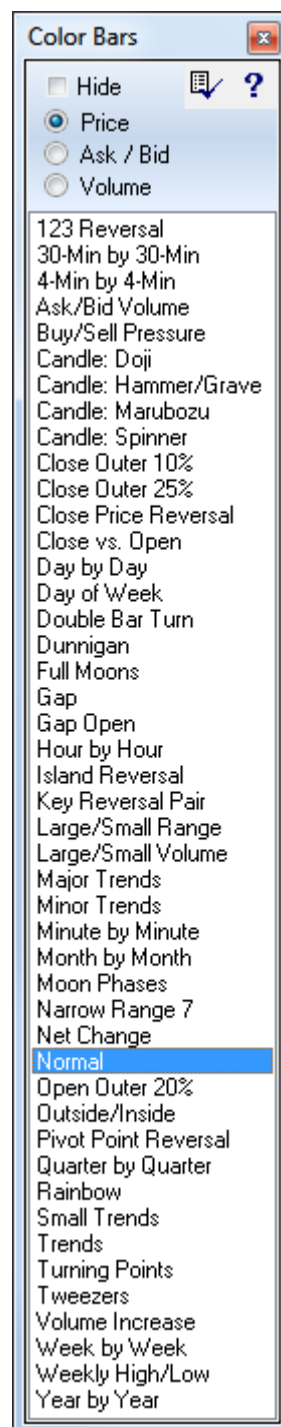 Color Bars
Hide ?
Price
Ask / Bid
Volume
123 Reversal
30-Min by 30-Min
4-Min by 4-Min
Ask/Bid Volume
Buy/Sell Pressure
Candle: Doji
Candle: Hammer/Grave
Candle: Marubozu
Candle: Spinner
Close Outer 10%
Close Outer 25%
Close Price Reversal
Close vs. Open
Day by Day
Day of Week
Double Bar Turn
Dunnigan
Full Moons
Gap
Gap Open
Hour by Hour
Island Reversal
Key Reversal Pair
Large/Small Range
Large/Small Volume
Major Trends
Minor Trends
Minute by Minute
Month by Month
Moon Phases
Narrow Range 7
Net Change
Normal
Open Outer 20%
Outside/Inside
Pivot Point Reversal
Quarter by Quarter
Rainbow
Small Trends
Trends
Turning Points
Tweezers
Volume Increase
Week by Week
Weekly High/Low
Year by Year